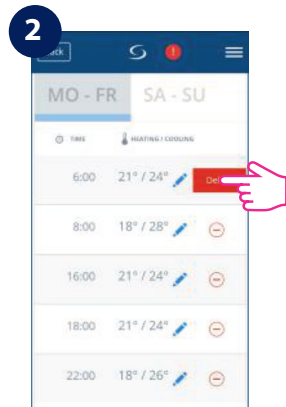 2
MO - FR SA - SU
TIME HEATING / COOLING
6:00 21° / 24°
8:00 18° / 28°
16:00 21° / 24°
18:00 21° / 24°
22:00 18° / 26°